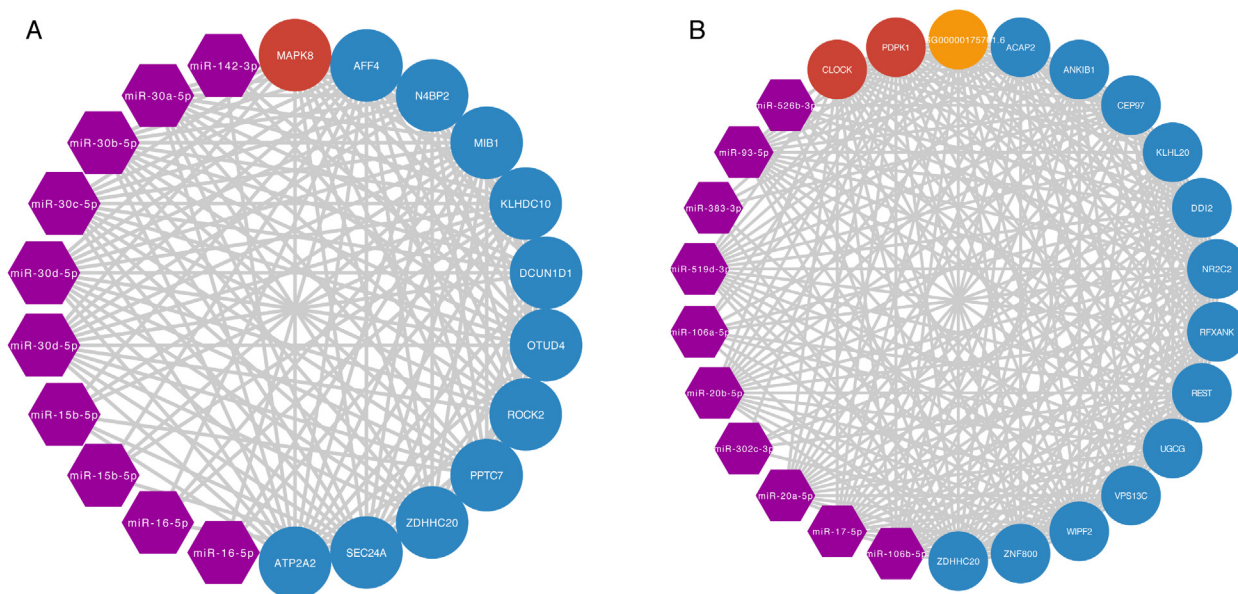 A
MAPK8
AFF4
N4BP2
MIB1
KLHDC10
DCUN1D1
OTUD4
ROCK2
PPTC7
ZDHHC20
SEC24A
ATP2A2
miR-16-5p
miR-16-5p
miR-15b-5p
miR-15b-5p
miR-30d-5p
miR-30d-5p
miR-30c-5p
miR-30b-5p
miR-30a-5p
miR-142-3p
B
CLOCK
PDPK1
ACAP2
ANKIB1
CEP97
KLHL20
DDI2
NR2C2
RFXANK
REST
UGCG
VPS13C
WIPF2
ZNF800
ZDHHC20
miR-106b-5p
miR-17-5p
miR-20a-5p
miR-302c-3p
miR-20b-5p
miR-106a-5p
miR-519d-3p
miR-383-3p
miR-93-5p
miR-526b-3p